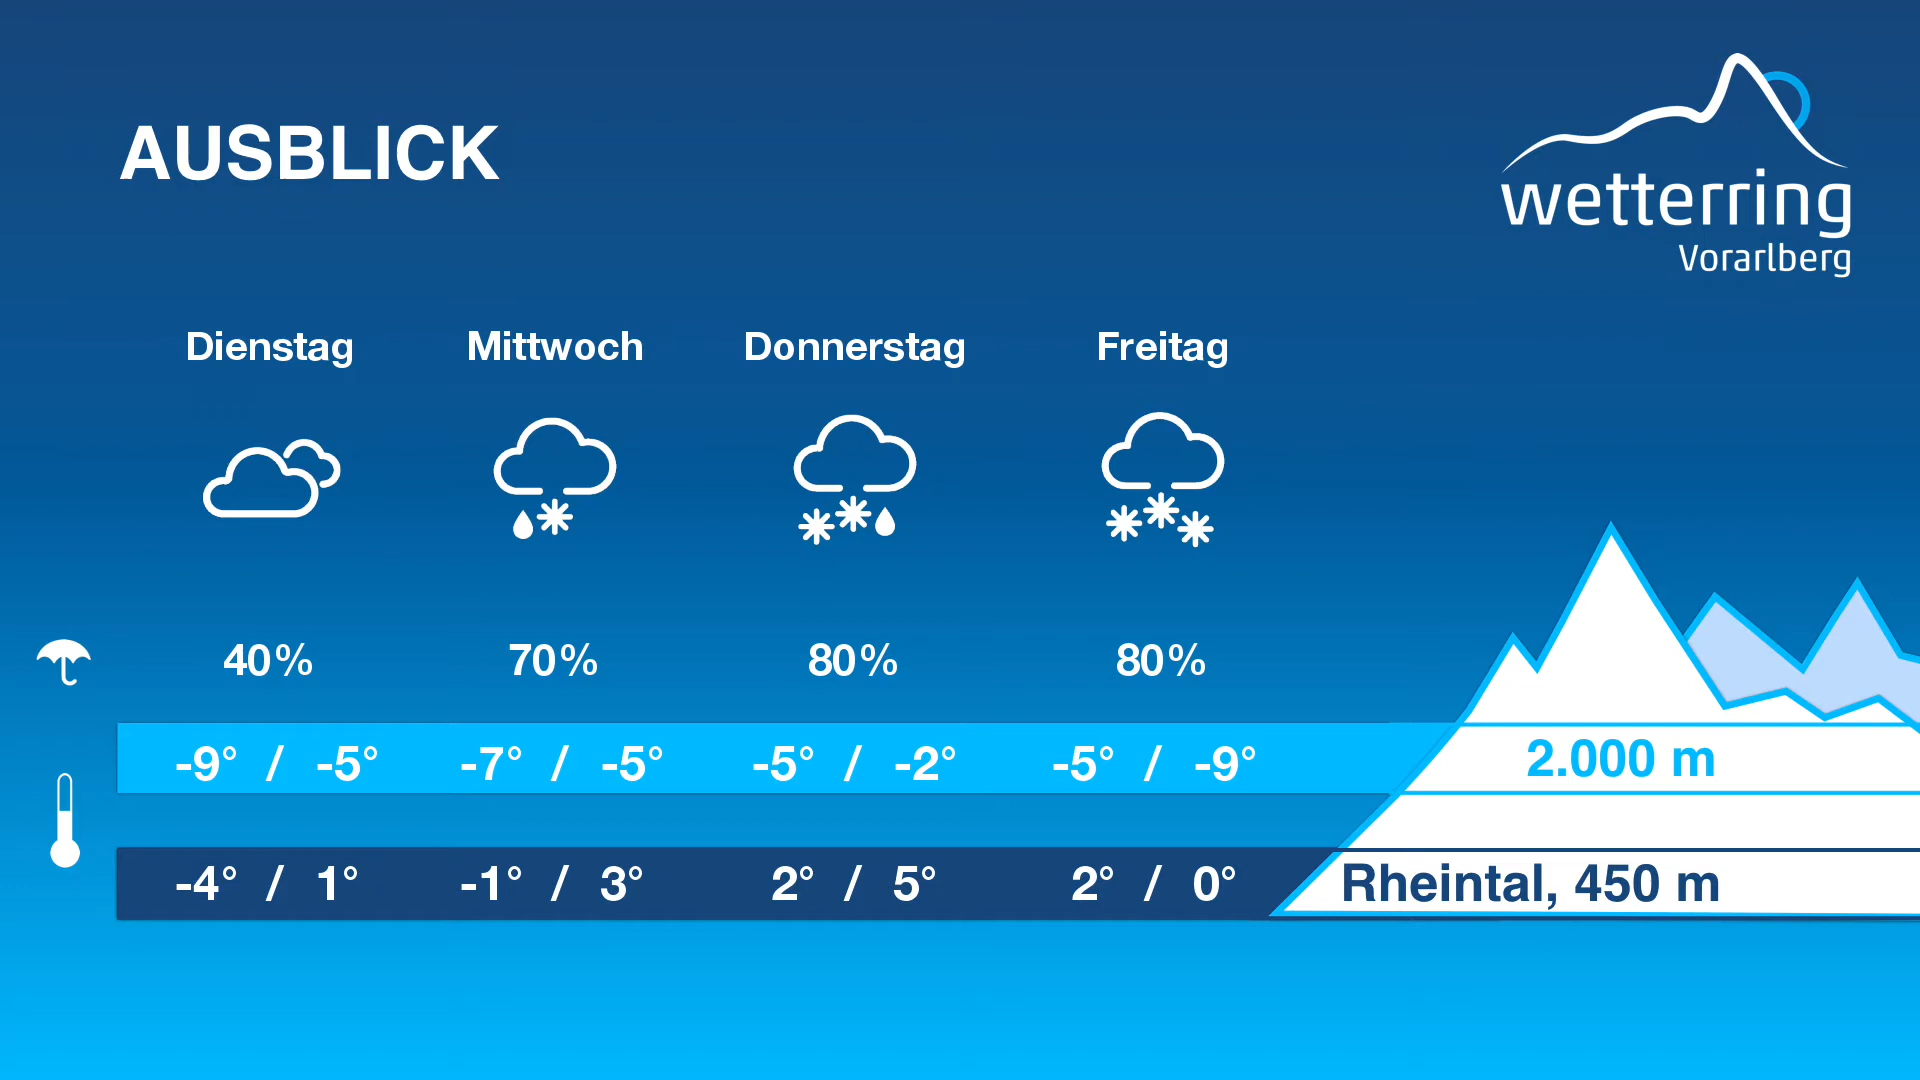 AUSBLICK
wetterring
Vorarlberg
Dienstag Mittwoch Donnerstag Freitag
40% 70% 80% 80%
-9° / -5° -7° / -5° -5° / -2° -5° / -9° 2.000 m
-4° / 1° -1° / 3° 2° / 5° 2° / 0° Rheintal, 450 m